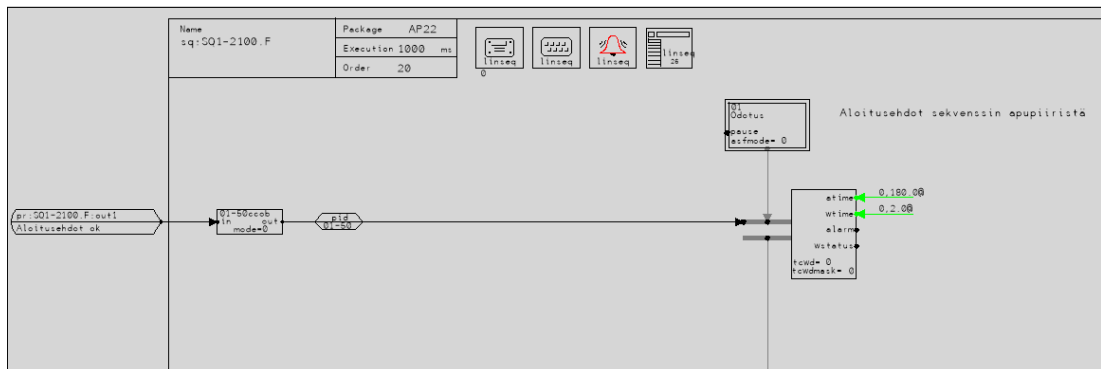 Name
sq:SQ1-2100.F
Package AP22
Execution 1000 ms
Order 20
linseq
0
linseq
linseq
linseq
26
01
Odotus
pause
asfmode= 0
Aloitusehdot sekvenssin apupiiristä
pr:SQ1-2100.F:out1
Aloitusehdot ok
01-50ccob
in out
mode=0
pid
01-50
atime
0,180.0@
wtime
0,2.0@
alarm
wstatus
tcwd= 0
tcwdmask= 0